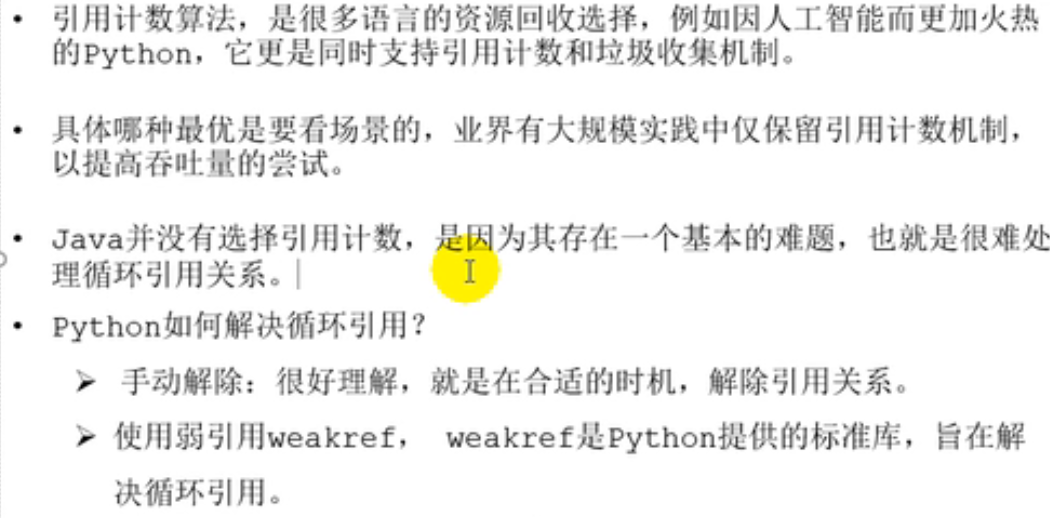 • 引用计数算法，是很多语言的资源回收选择，例如因人工智能而更加火热
的Python，它更是同时支持引用计数和垃圾收集机制。
• 具体哪种最优是要看场景的，业界有大规模实践中仅保留引用计数机制，
以提高吞吐量的尝试。
• Java并没有选择引用计数，是因为其存在一个基本的难题，也就是很难处
理循环引用关系。
• Python如何解决循环引用？
➢ 手动解除：很好理解，就是在合适的时机，解除引用关系。
➢ 使用弱引用weakref， weakref是Python提供的标准库，旨在解
决循环引用。